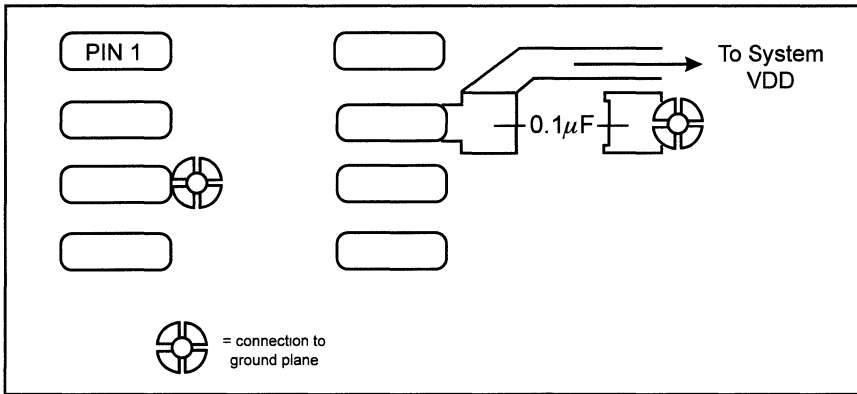 PIN 1
To System
VDD
0.1µF
= connection to
ground plane